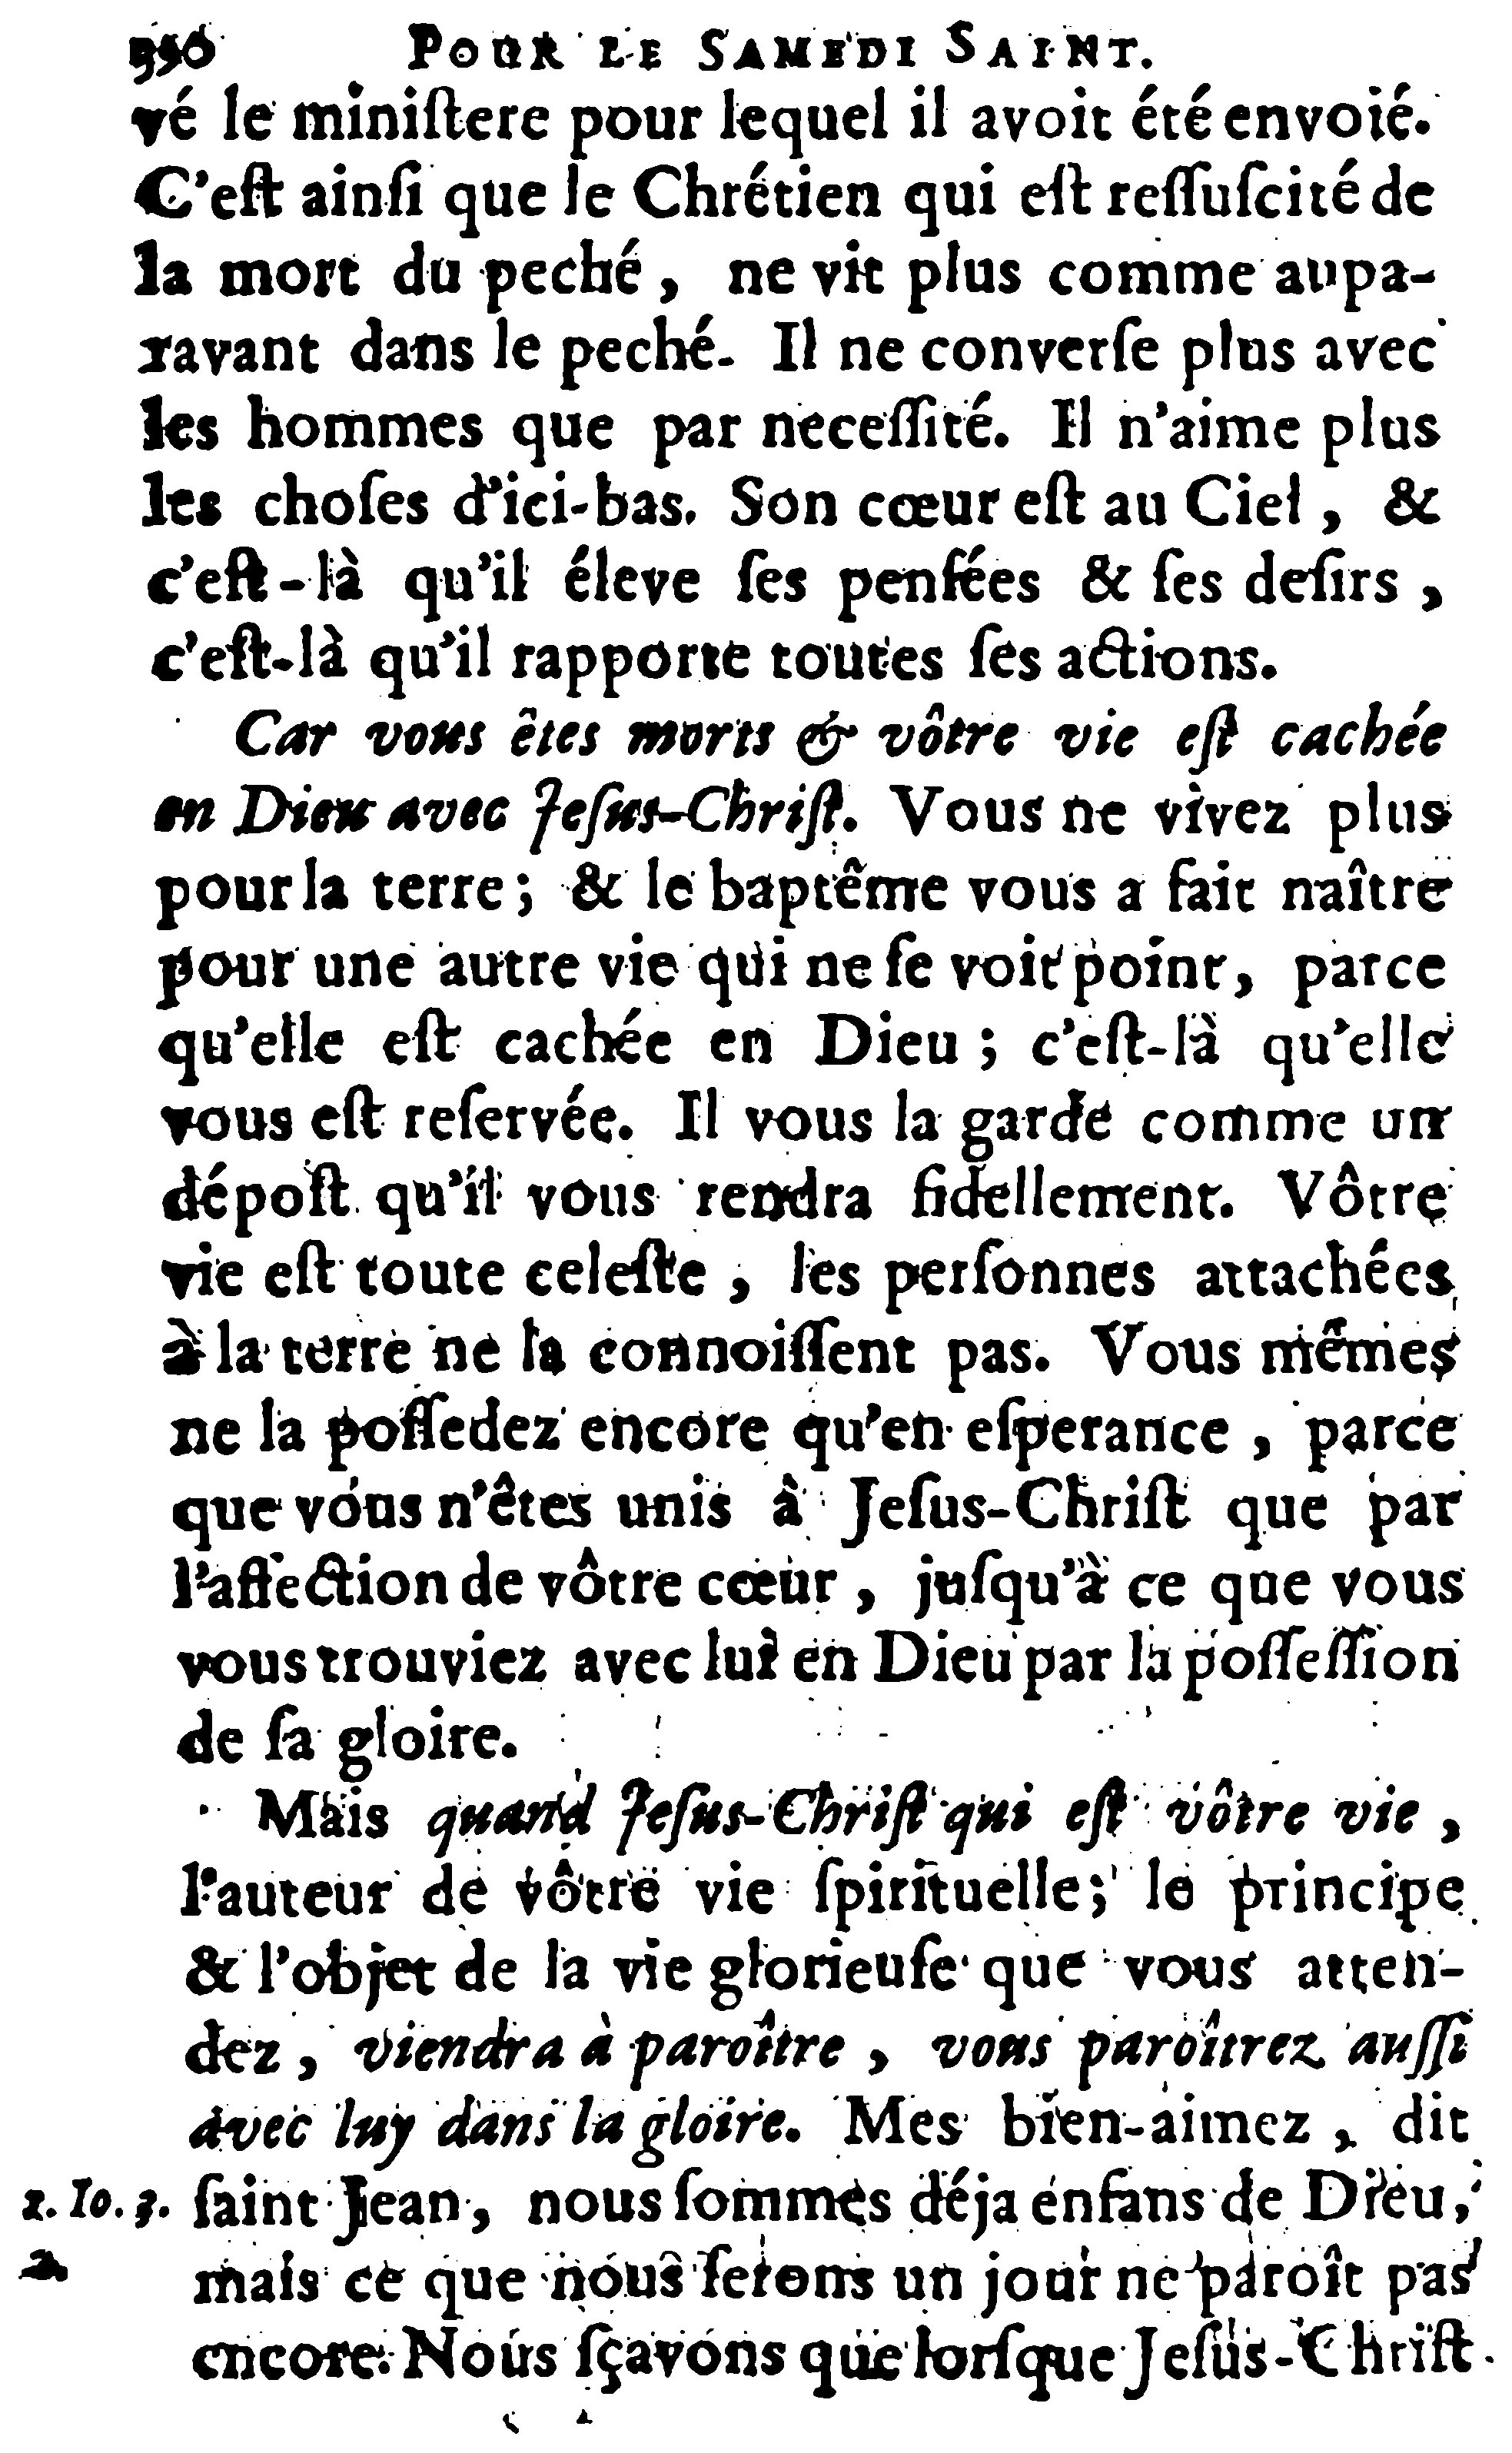 550 POUR LE SAMEDI SAINT.
vé le miniſtere pour lequel il avoit été envoié.
C'eſt ainſi que le Chrétien qui eſt reſſuſcité de
la mort du peché, ne vit plus comme aupa-
ravant dans le peché. Il ne converſe plus avec
les hommes que par neceſſité. Il n'aime plus
les choſes d'ici-bas. Son cœur eſt au Ciel, &
c'eſt-là qu'il éleve ſes penſées & ſes deſirs,
c'eſt-là qu'il rapporte toutes ſes actions.
Car vous êtes morts & vôtre vie eſt cachée
en Dieu avec Jeſus-Chriſt. Vous ne vivez plus
pour la terre; & le baptême vous a fait naître
pour une autre vie qui ne ſe voit point, parce
qu'elle eſt cachée en Dieu; c'eſt-là qu'elle
vous eſt reſervée. Il vous la garde comme un
dépoſt qu'il vous rendra fidellement. Vôtre
vie eſt toute celeſte, les perſonnes attachées
à la terre ne la connoiſſent pas. Vous mêmes
ne la poſſedez encore qu'en eſperance, parce
que vous n'êtes unis à Jeſus-Chriſt que par
l'affection de vôtre cœur, juſqu'à ce que vous
vous trouviez avec lui en Dieu par la poſſeſſion
de ſa gloire.
Mais quand Jeſus-Chriſt qui eſt vôtre vie,
l'auteur de vôtre vie ſpirituelle; le principe
& l'objet de la vie glorieuſe que vous atten-
dez, viendra à paroître, vous paroîtrez auſſi
avec luy dans la gloire. Mes bien-aimez, dit
1. Io. 3. ſaint Jean, nous ſommes déja enfans de Dieu,
2. mais ce que nous ſerons un jour ne paroît pas
encore. Nous ſçavons que lorſque Jeſus-Chriſt